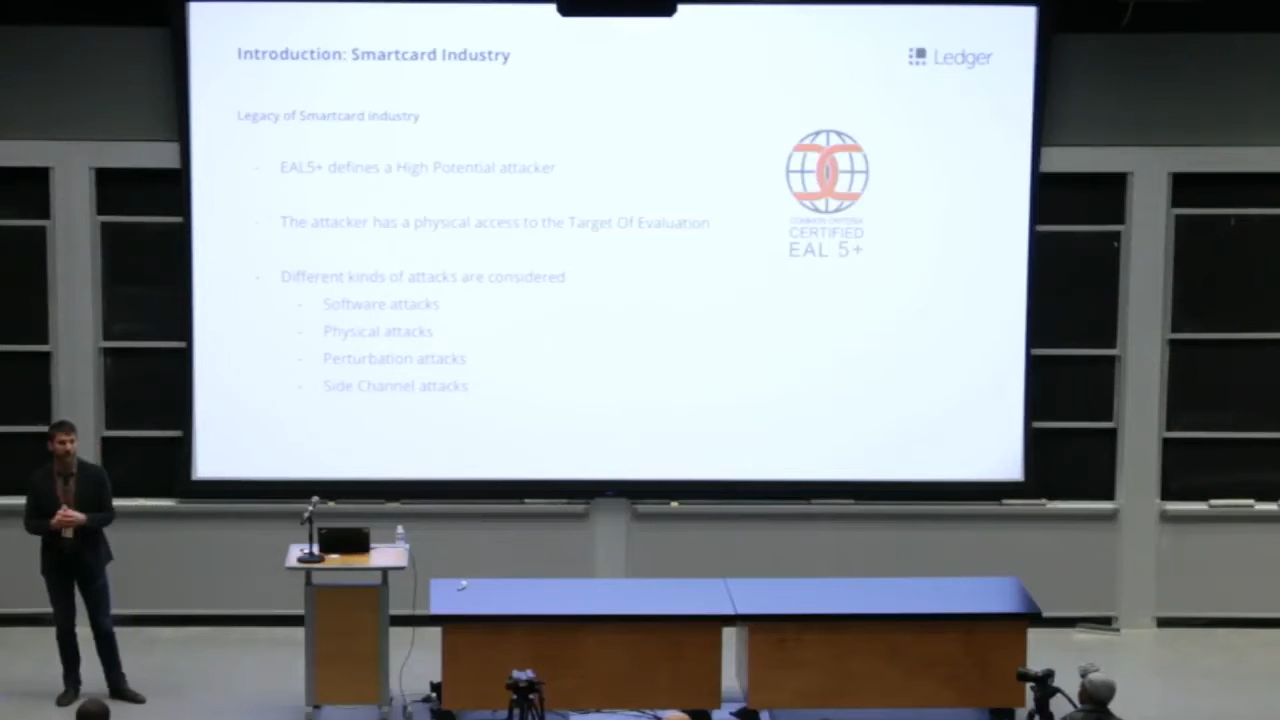 Introduction: Smartcard Industry
Ledger
Legacy of Smartcard industry
- EAL5+ defines a High Potential attacker
- The attacker has a physical access to the Target Of Evaluation
- Different kinds of attacks are considered
- Software attacks
- Physical attacks
- Perturbation attacks
- Side Channel attacks
COMMON CRITERIA
CERTIFIED
EAL 5+